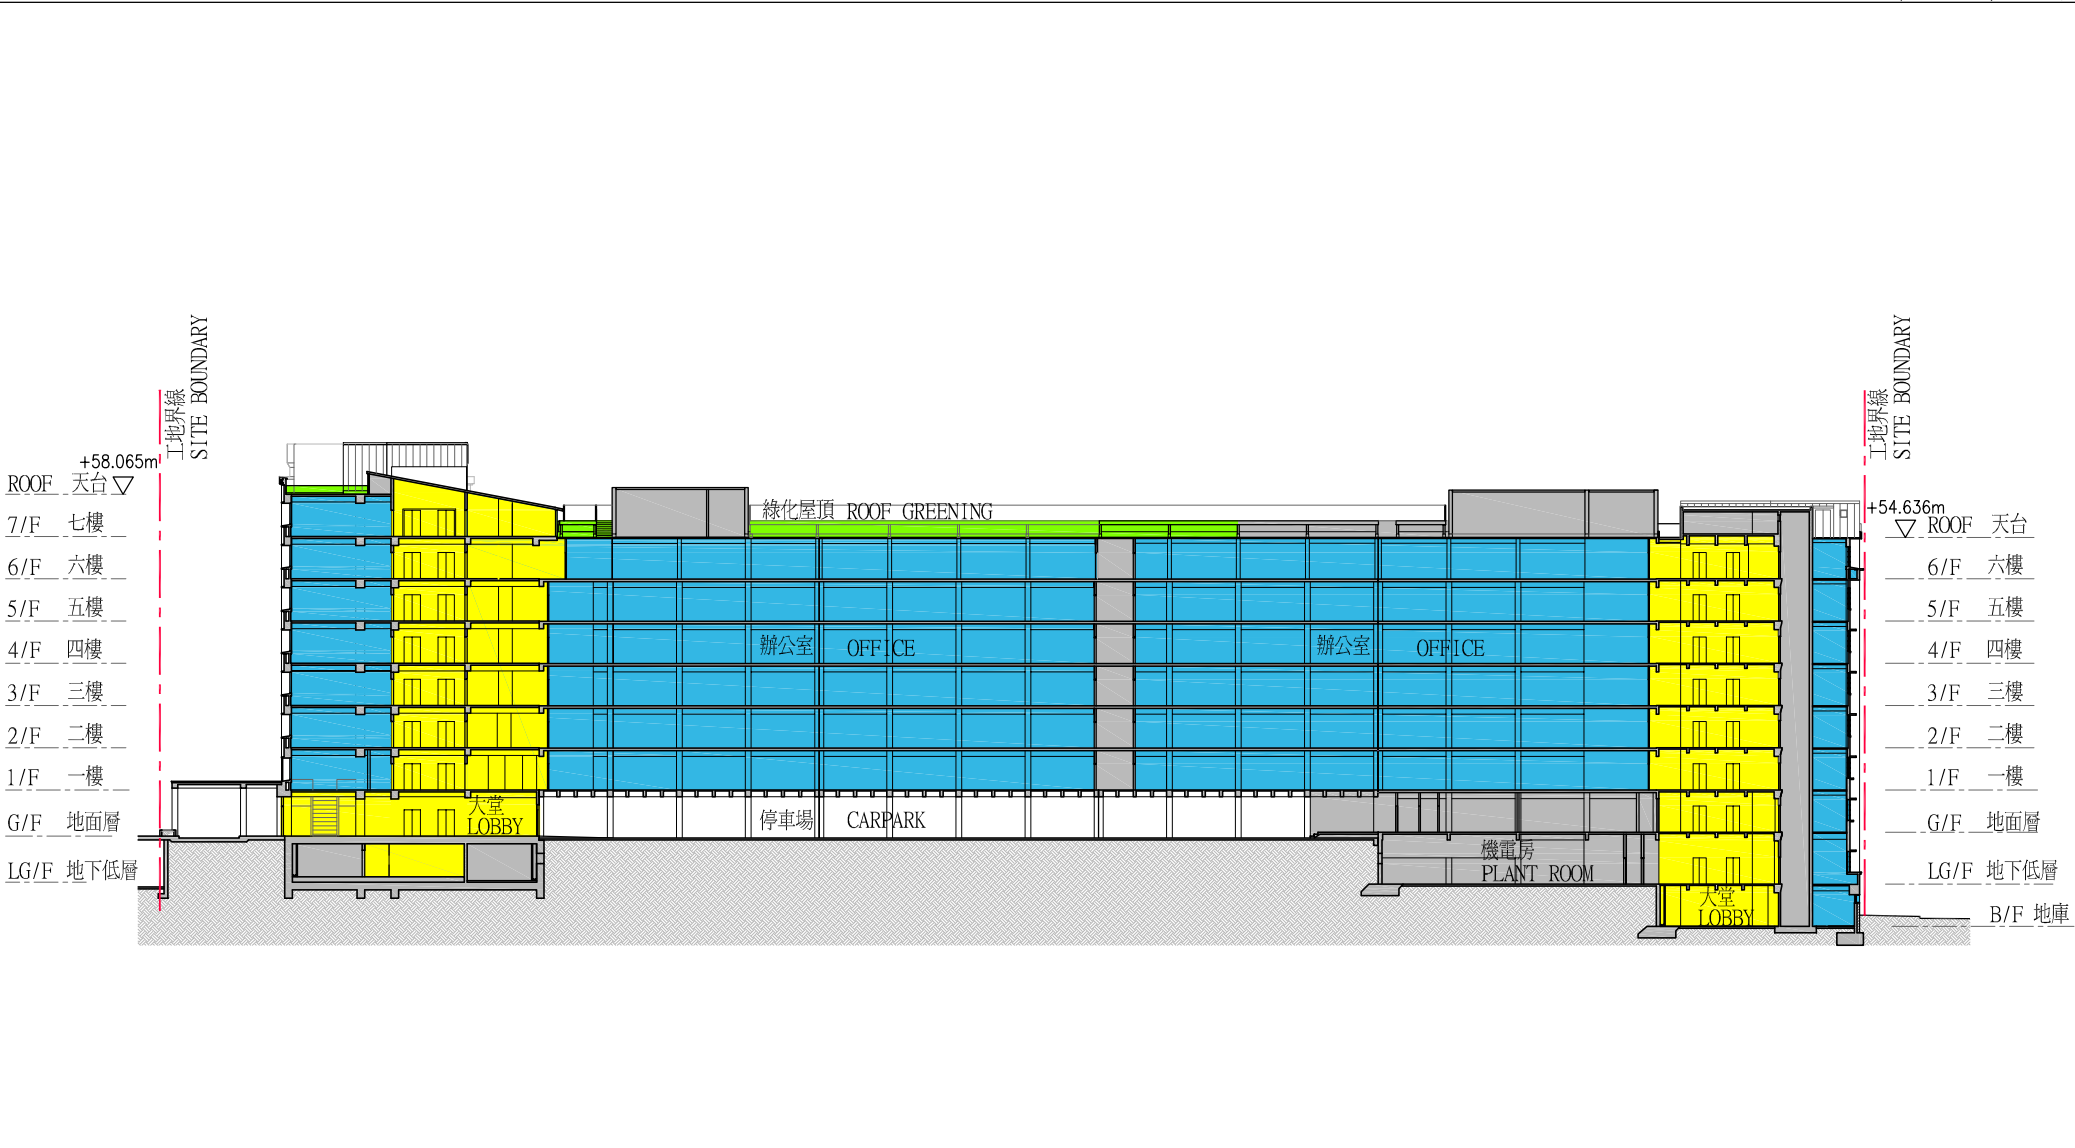 工地界線
SITE BOUNDARY
工地界線
SITE BOUNDARY
+58.065m
ROOF 天台
7/F 七樓
6/F 六樓
5/F 五樓
4/F 四樓
3/F 三樓
2/F 二樓
1/F 一樓
G/F 地面層
LG/F 地下低層
綠化屋頂 ROOF GREENING
辦公室 OFFICE
辦公室 OFFICE
大堂
LOBBY
停車場 CARPARK
機電房
PLANT ROOM
大堂
LOBBY
+54.636m
ROOF 天台
6/F 六樓
5/F 五樓
4/F 四樓
3/F 三樓
2/F 二樓
1/F 一樓
G/F 地面層
LG/F 地下低層
B/F 地庫